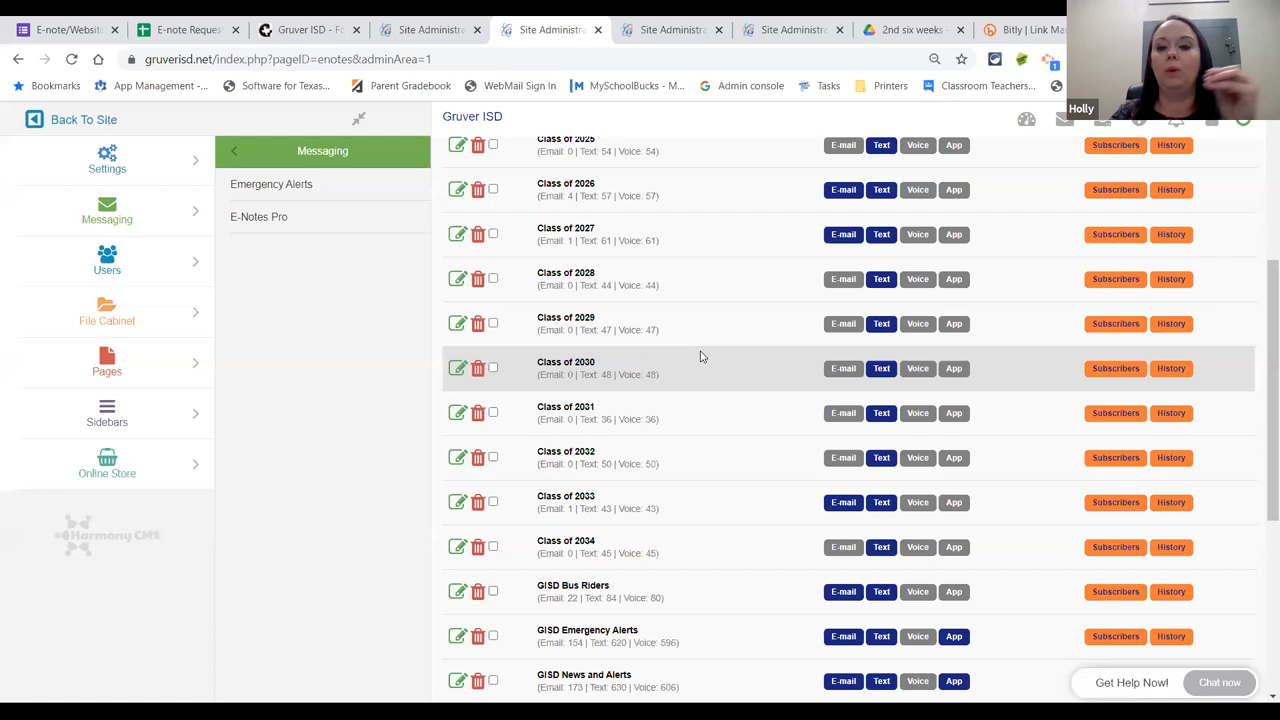 E-note/Website
E-note Reques
Gruver ISD - Fo
Site Administra
Site Administra
Site Administra
Site Administra
2nd six weeks -
Bitly | Link Ma
gruverisd.net/index.php?pageID=enotes&adminArea=1
1
Bookmarks
App Management -...
Software for Texas...
Parent Gradebook
WebMail Sign In
MySchoolBucks - M...
Admin console
Tasks
Printers
Classroom Teachers...
Holly
Back To Site
Gruver ISD
Settings
Messaging
Users
File Cabinet
Pages
Sidebars
Online Store
Harmony CMS
Messaging
Emergency Alerts
E-Notes Pro
Class of 2025
(Email: 0 | Text: 54 | Voice: 54)
E-mail Text Voice App Subscribers History
Class of 2026
(Email: 4 | Text: 57 | Voice: 57)
E-mail Text Voice App Subscribers History
Class of 2027
(Email: 1 | Text: 61 | Voice: 61)
E-mail Text Voice App Subscribers History
Class of 2028
(Email: 0 | Text: 44 | Voice: 44)
E-mail Text Voice App Subscribers History
Class of 2029
(Email: 0 | Text: 47 | Voice: 47)
E-mail Text Voice App Subscribers History
Class of 2030
(Email: 0 | Text: 48 | Voice: 48)
E-mail Text Voice App Subscribers History
Class of 2031
(Email: 0 | Text: 36 | Voice: 36)
E-mail Text Voice App Subscribers History
Class of 2032
(Email: 0 | Text: 50 | Voice: 50)
E-mail Text Voice App Subscribers History
Class of 2033
(Email: 1 | Text: 43 | Voice: 43)
E-mail Text Voice App Subscribers History
Class of 2034
(Email: 0 | Text: 45 | Voice: 45)
E-mail Text Voice App Subscribers History
GISD Bus Riders
(Email: 22 | Text: 84 | Voice: 80)
E-mail Text Voice App Subscribers History
GISD Emergency Alerts
(Email: 154 | Text: 620 | Voice: 596)
E-mail Text Voice App Subscribers History
GISD News and Alerts
(Email: 173 | Text: 630 | Voice: 606)
E-mail Text Voice App
Get Help Now! Chat now